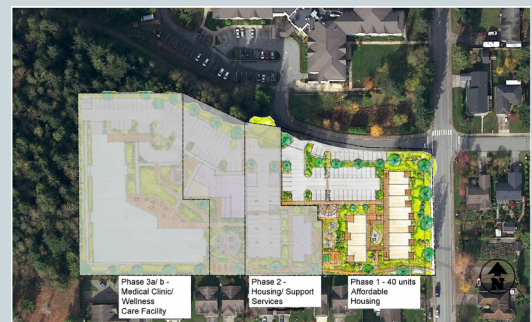 Phase 3a/ b -
Medical Clinic/
Wellness
Care Facility
Phase 2 -
Housing/ Support
Services
Phase 1 - 40 units
Affordable
Housing